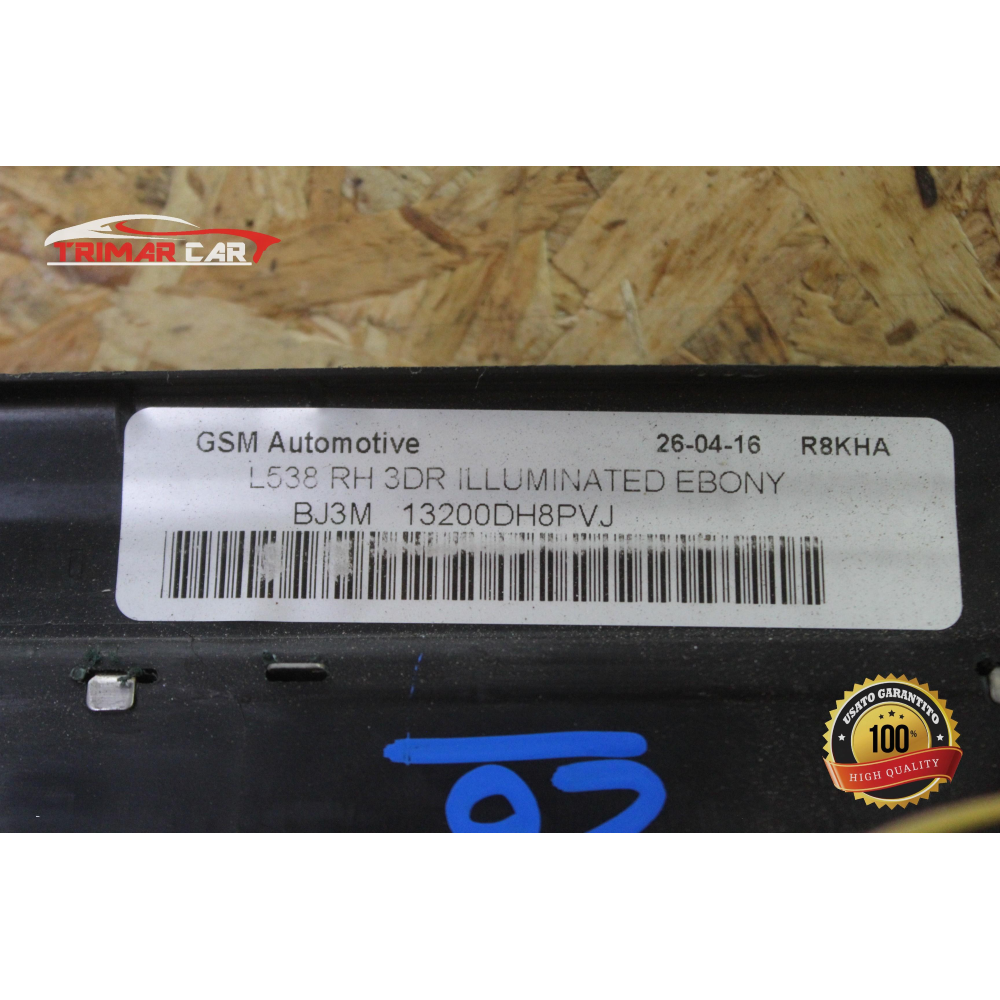 TRIMAR CAR
GSM Automotive 26-04-16 R8KHA
L538 RH 3DR ILLUMINATED EBONY
BJ3M 13200DH8PVJ
USATO GARANTITO
100%
HIGH QUALITY